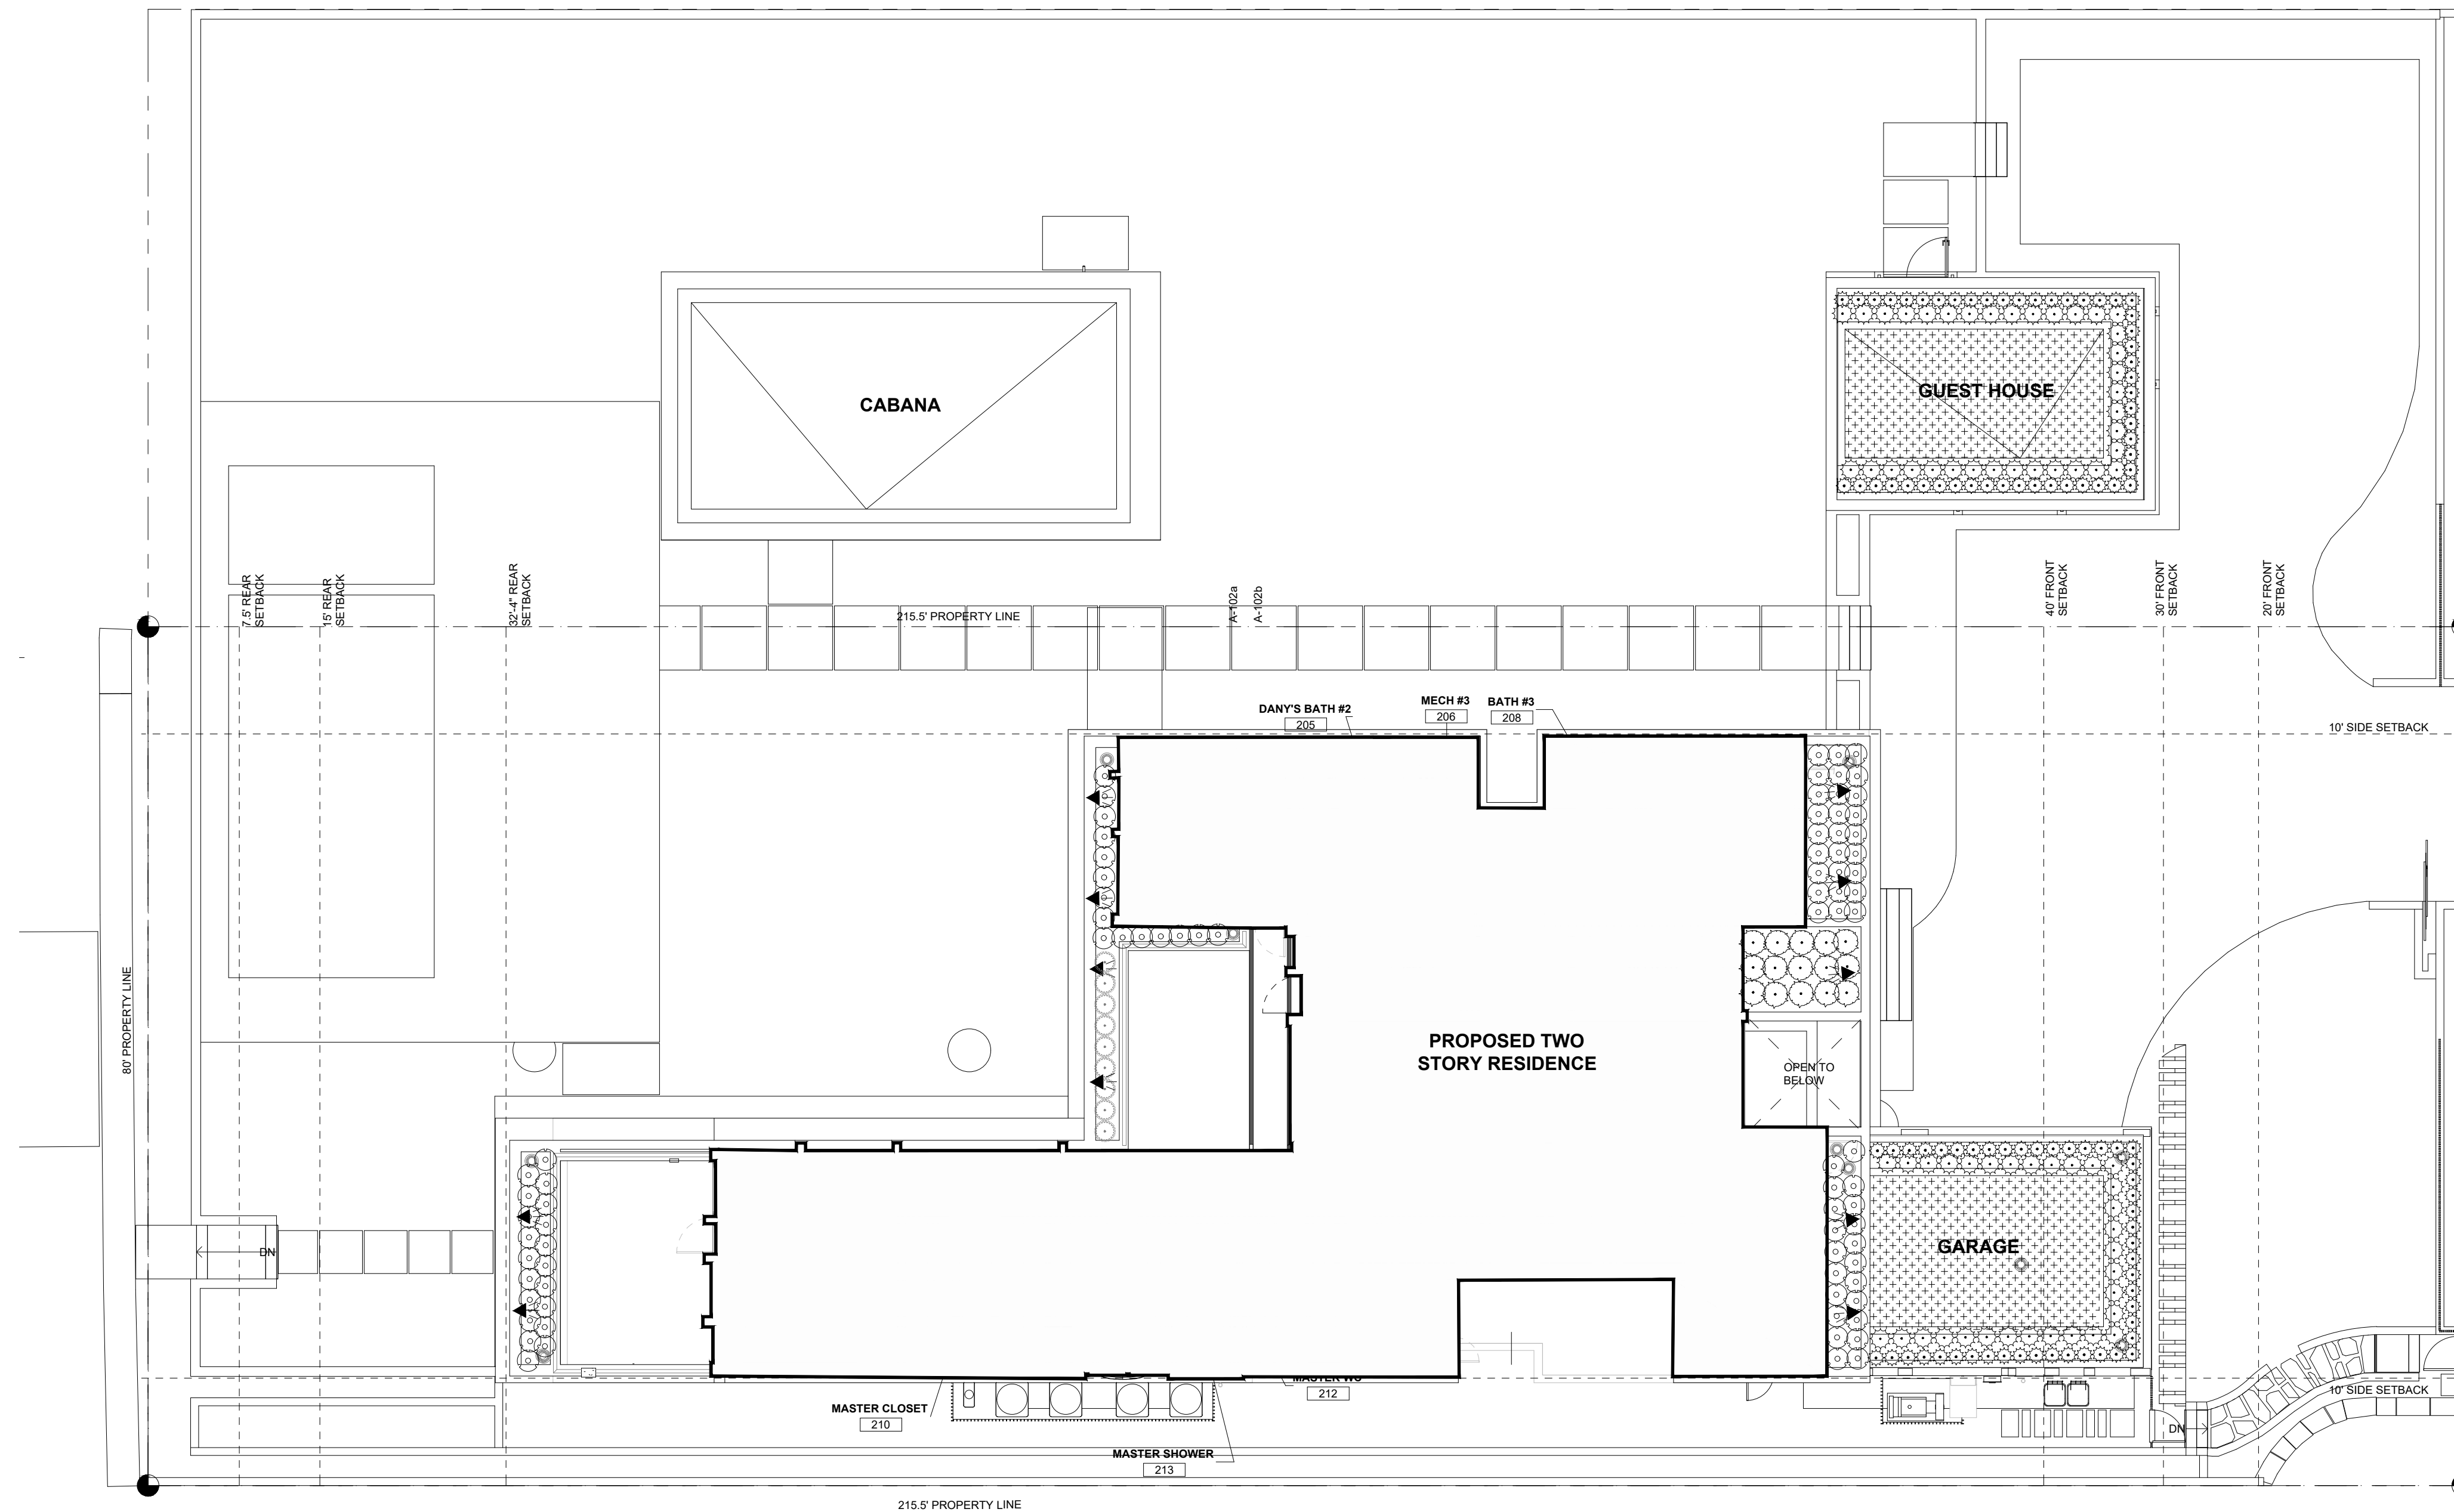 CABANA
GUEST HOUSE
7.5' REAR
SETBACK
15' REAR
SETBACK
32'-4" REAR
SETBACK
215.5' PROPERTY LINE
A-102a
A-102b
40' FRONT
SETBACK
30' FRONT
SETBACK
20' FRONT
SETBACK
DANY'S BATH #2
205
MECH #3
206
BATH #3
208
10' SIDE SETBACK
80' PROPERTY LINE
PROPOSED TWO
STORY RESIDENCE
OPEN TO
BELOW
DN
GARAGE
MASTER WC
212
10' SIDE SETBACK
MASTER CLOSET
210
DN
MASTER SHOWER
213
215.5' PROPERTY LINE